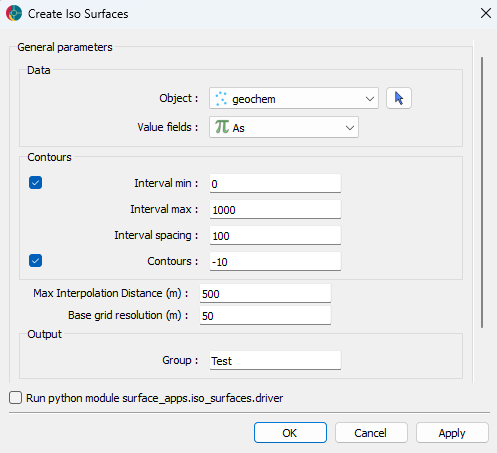 Create Iso Surfaces
General parameters
Data
Object : geochem
Value fields : π As
Contours
Interval min : 0
Interval max : 1000
Interval spacing : 100
Contours : -10
Max Interpolation Distance (m) : 500
Base grid resolution (m) : 50
Output
Group : Test
Run python module surface_apps.iso_surfaces.driver
OK Cancel Apply